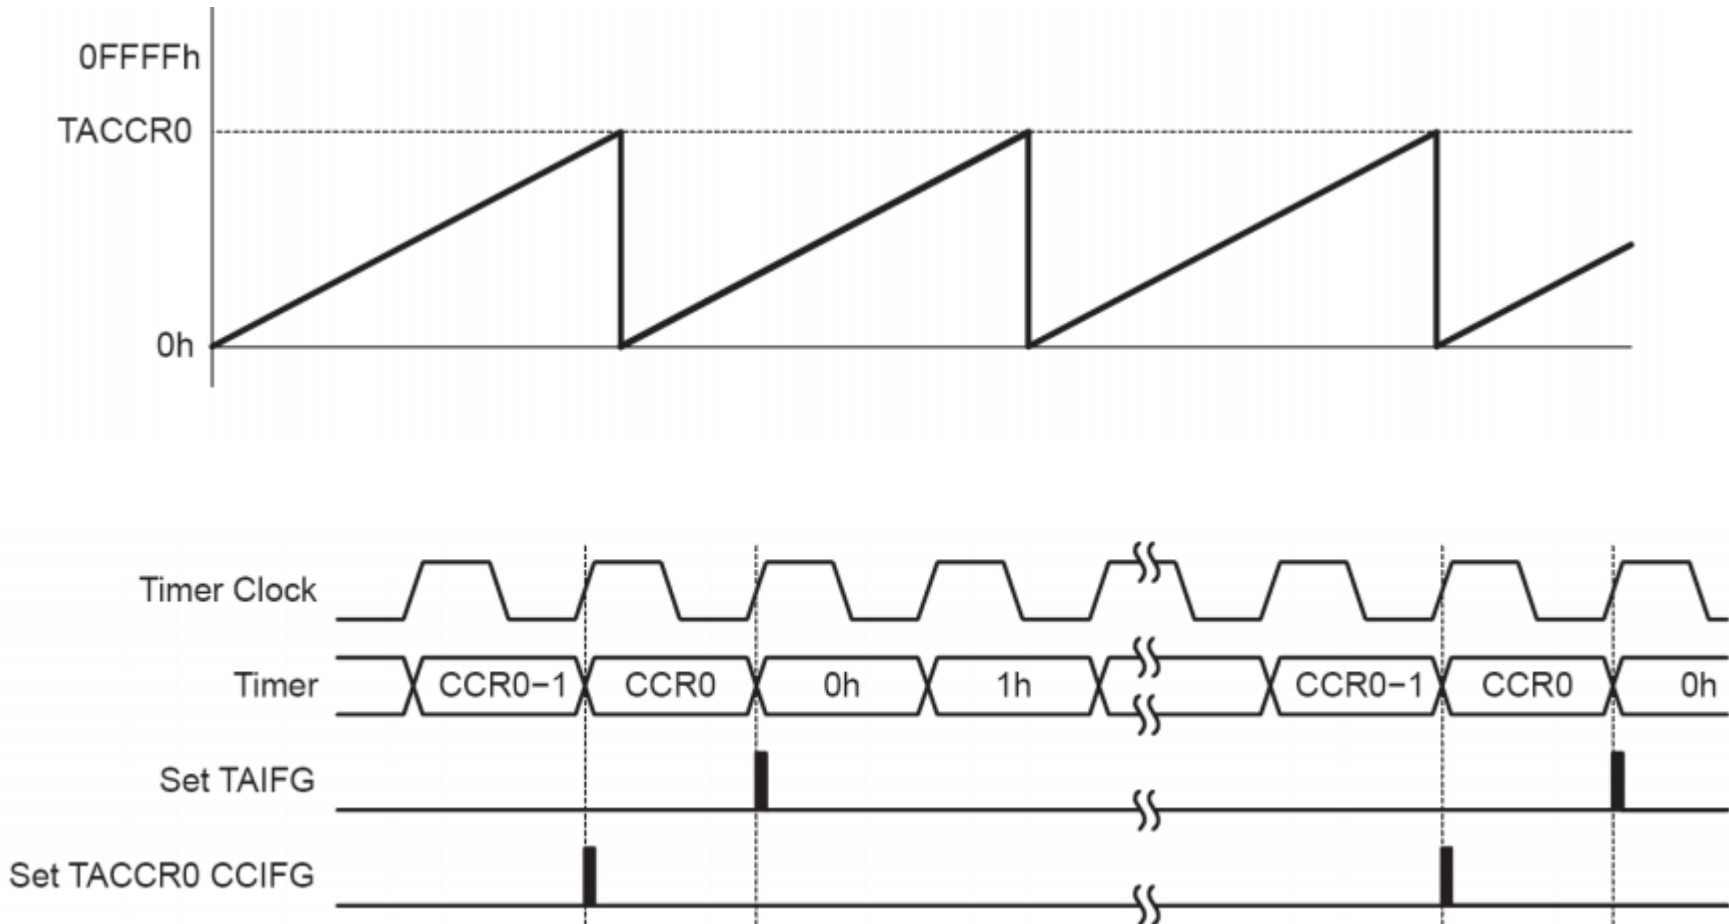 0FFFFh
TACCR0
0h
Timer Clock
Timer CCR0−1 CCR0 0h 1h CCR0−1 CCR0 0h
Set TAIFG
Set TACCR0 CCIFG